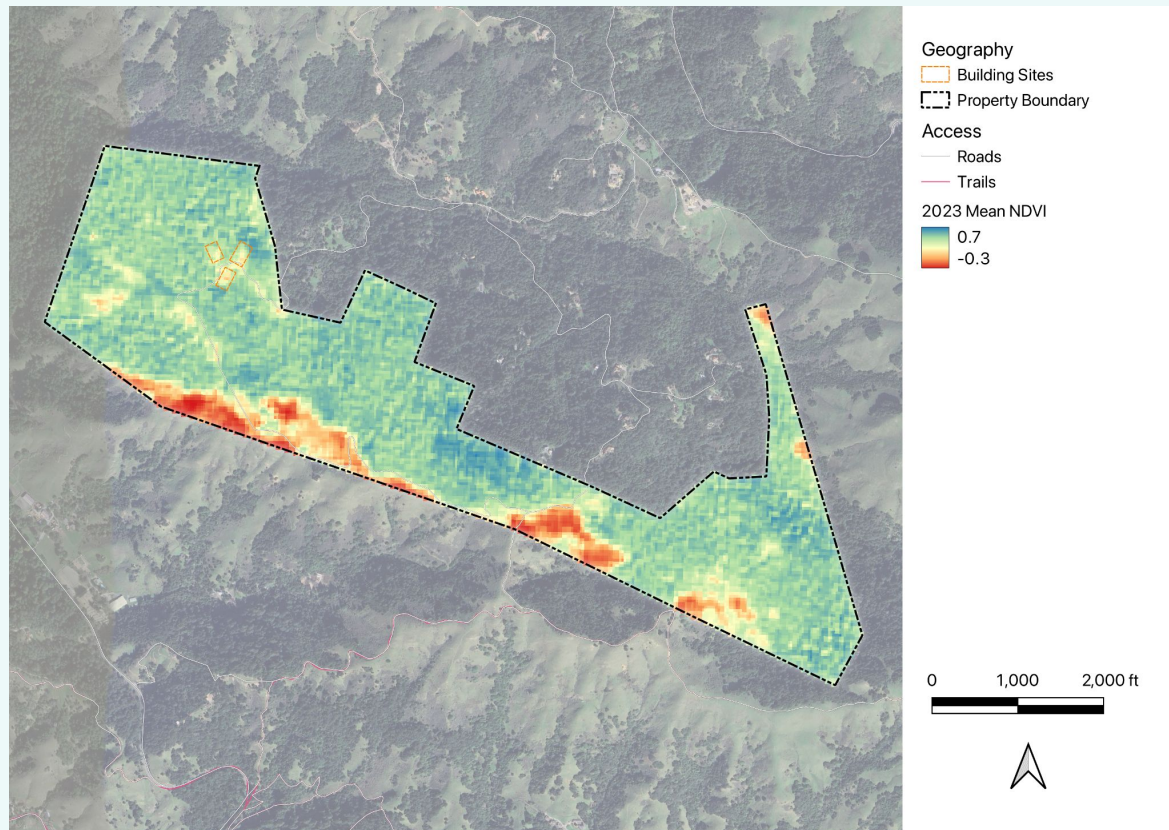 Geography
Building Sites
Property Boundary
Access
Roads
Trails
2023 Mean NDVI
0.7
-0.3
0 1,000 2,000 ft